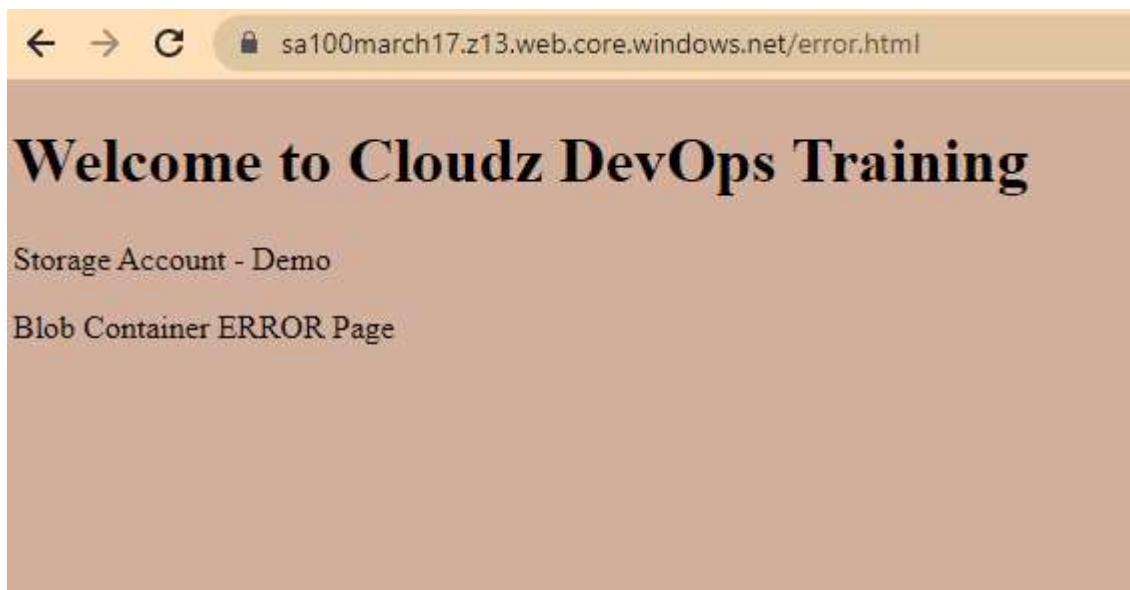 sa100march17.z13.web.core.windows.net/error.html
Welcome to Cloudz DevOps Training
Storage Account - Demo
Blob Container ERROR Page